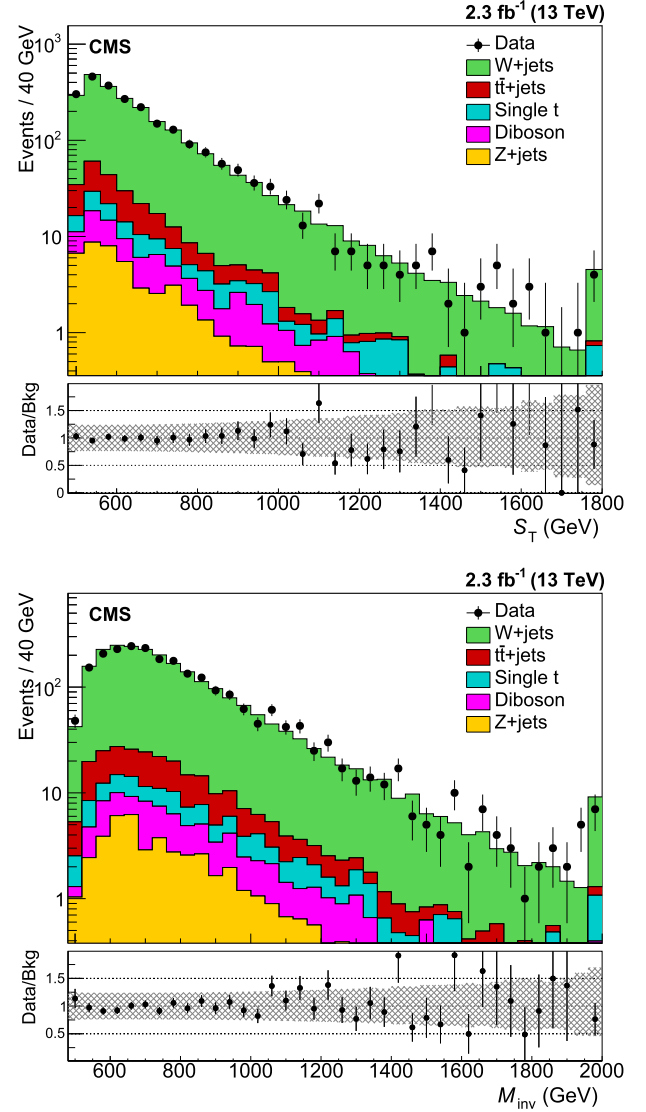 2.3 fb⁻¹ (13 TeV)
CMS
Events / 40 GeV
10³
10²
10
1
Data
W+jets
tt̄+jets
Single t
Diboson
Z+jets
Data/Bkg
1.5
1
0.5
0
600 800 1000 1200 1400 1600 1800
S_T (GeV)
2.3 fb⁻¹ (13 TeV)
CMS
Events / 40 GeV
10²
10
1
Data
W+jets
tt̄+jets
Single t
Diboson
Z+jets
Data/Bkg
1.5
1
0.5
600 800 1000 1200 1400 1600 1800 2000
M_inv (GeV)